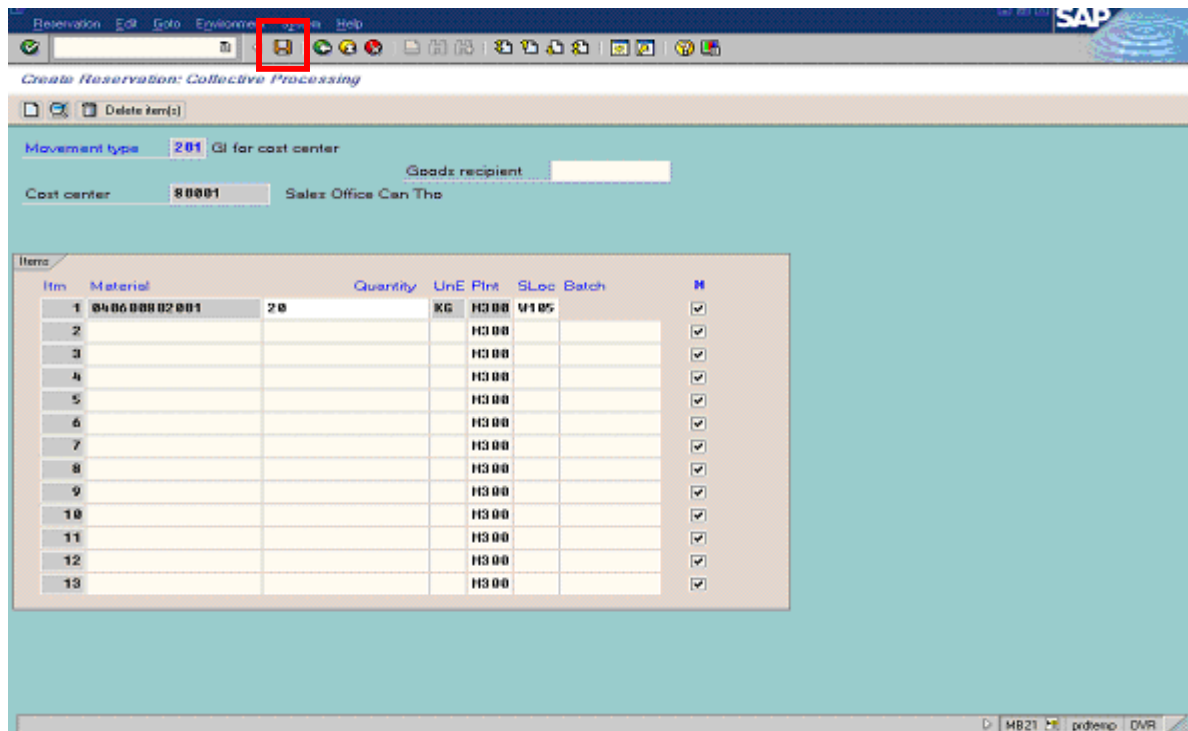 Reservation Edit Goto Environment System Help
SAP
Create Reservation: Collective Processing
Delete item(s)
Movement type 201 GI for cost center
Goods recipient
Cost center 80001 Sales Office Can Tho
Items
Itm Material Quantity UnE Plnt SLoc Batch M
1 040600802001 20 KG M300 W105
2 M300
3 M300
4 M300
5 M300
6 M300
7 M300
8 M300
9 M300
10 M300
11 M300
12 M300
13 M300
MB21 prdtemp OVR